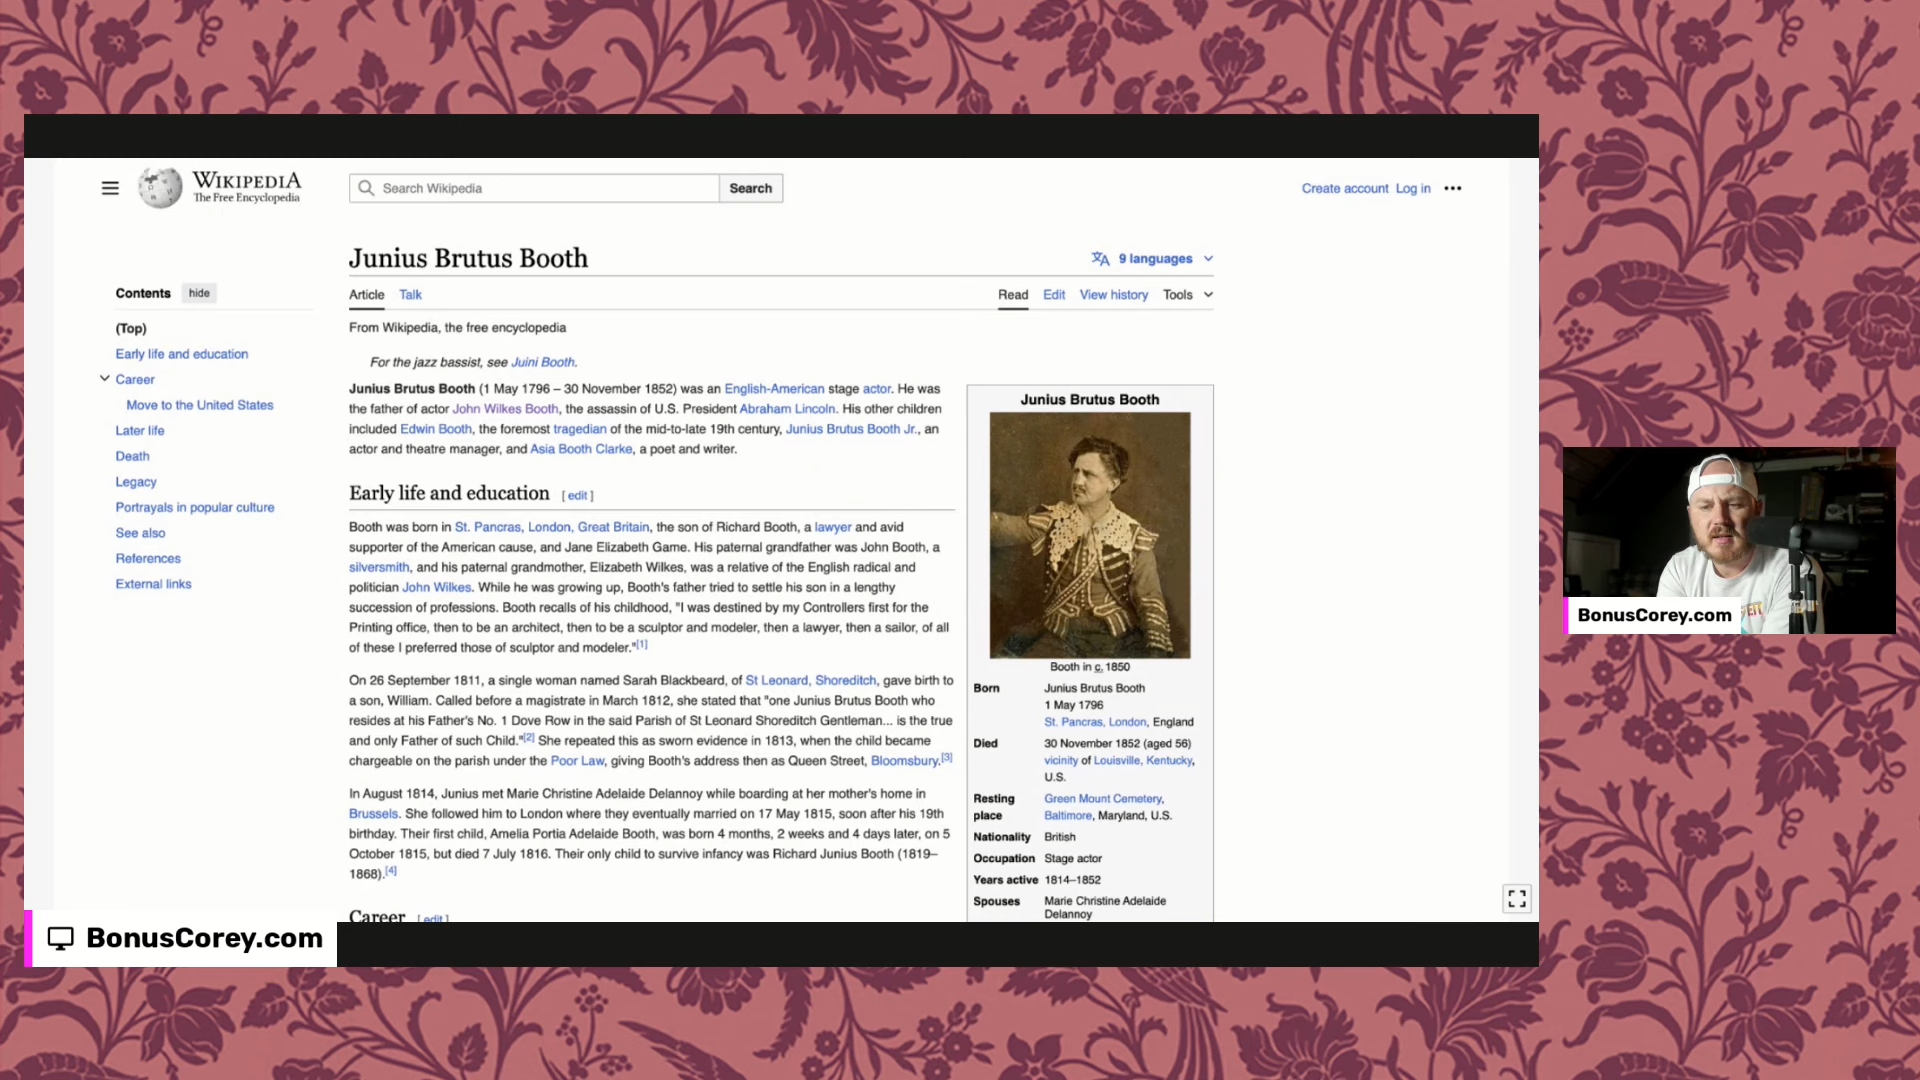 WIKIPEDIA
The Free Encyclopedia
Search Wikipedia
Search
Create account Log in
Junius Brutus Booth
9 languages
Contents hide
(Top)
Early life and education
Career
Move to the United States
Later life
Death
Legacy
Portrayals in popular culture
See also
References
External links
Article Talk
Read Edit View history Tools
From Wikipedia, the free encyclopedia
For the jazz bassist, see Juini Booth.
Junius Brutus Booth (1 May 1796 – 30 November 1852) was an English-American stage actor. He was
the father of actor John Wilkes Booth, the assassin of U.S. President Abraham Lincoln. His other children
included Edwin Booth, the foremost tragedian of the mid-to-late 19th century, Junius Brutus Booth Jr., an
actor and theatre manager, and Asia Booth Clarke, a poet and writer.
Early life and education [ edit ]
Booth was born in St. Pancras, London, Great Britain, the son of Richard Booth, a lawyer and avid
supporter of the American cause, and Jane Elizabeth Game. His paternal grandfather was John Booth, a
silversmith, and his paternal grandmother, Elizabeth Wilkes, was a relative of the English radical and
politician John Wilkes. While he was growing up, Booth's father tried to settle his son in a lengthy
succession of professions. Booth recalls of his childhood, "I was destined by my Controllers first for the
Printing office, then to be an architect, then to be a sculptor and modeler, then a lawyer, then a sailor, of all
of these I preferred those of sculptor and modeler."[1]
On 26 September 1811, a single woman named Sarah Blackbeard, of St Leonard, Shoreditch, gave birth to
a son, William. Called before a magistrate in March 1812, she stated that "one Junius Brutus Booth who
resides at his Father's No. 1 Dove Row in the said Parish of St Leonard Shoreditch Gentleman... is the true
and only Father of such Child."[2] She repeated this as sworn evidence in 1813, when the child became
chargeable on the parish under the Poor Law, giving Booth's address then as Queen Street, Bloomsbury.[3]
In August 1814, Junius met Marie Christine Adelaide Delannoy while boarding at her mother's home in
Brussels. She followed him to London where they eventually married on 17 May 1815, soon after his 19th
birthday. Their first child, Amelia Portia Adelaide Booth, was born 4 months, 2 weeks and 4 days later, on 5
October 1815, but died 7 July 1816. Their only child to survive infancy was Richard Junius Booth (1819–
1868).[4]
Career [ edit ]
Junius Brutus Booth
Booth in c. 1850
Born Junius Brutus Booth
1 May 1796
St. Pancras, London, England
Died 30 November 1852 (aged 56)
vicinity of Louisville, Kentucky,
U.S.
Resting place Green Mount Cemetery,
Baltimore, Maryland, U.S.
Nationality British
Occupation Stage actor
Years active 1814–1852
Spouses Marie Christine Adelaide
Delannoy
BonusCorey.com
BonusCorey.com